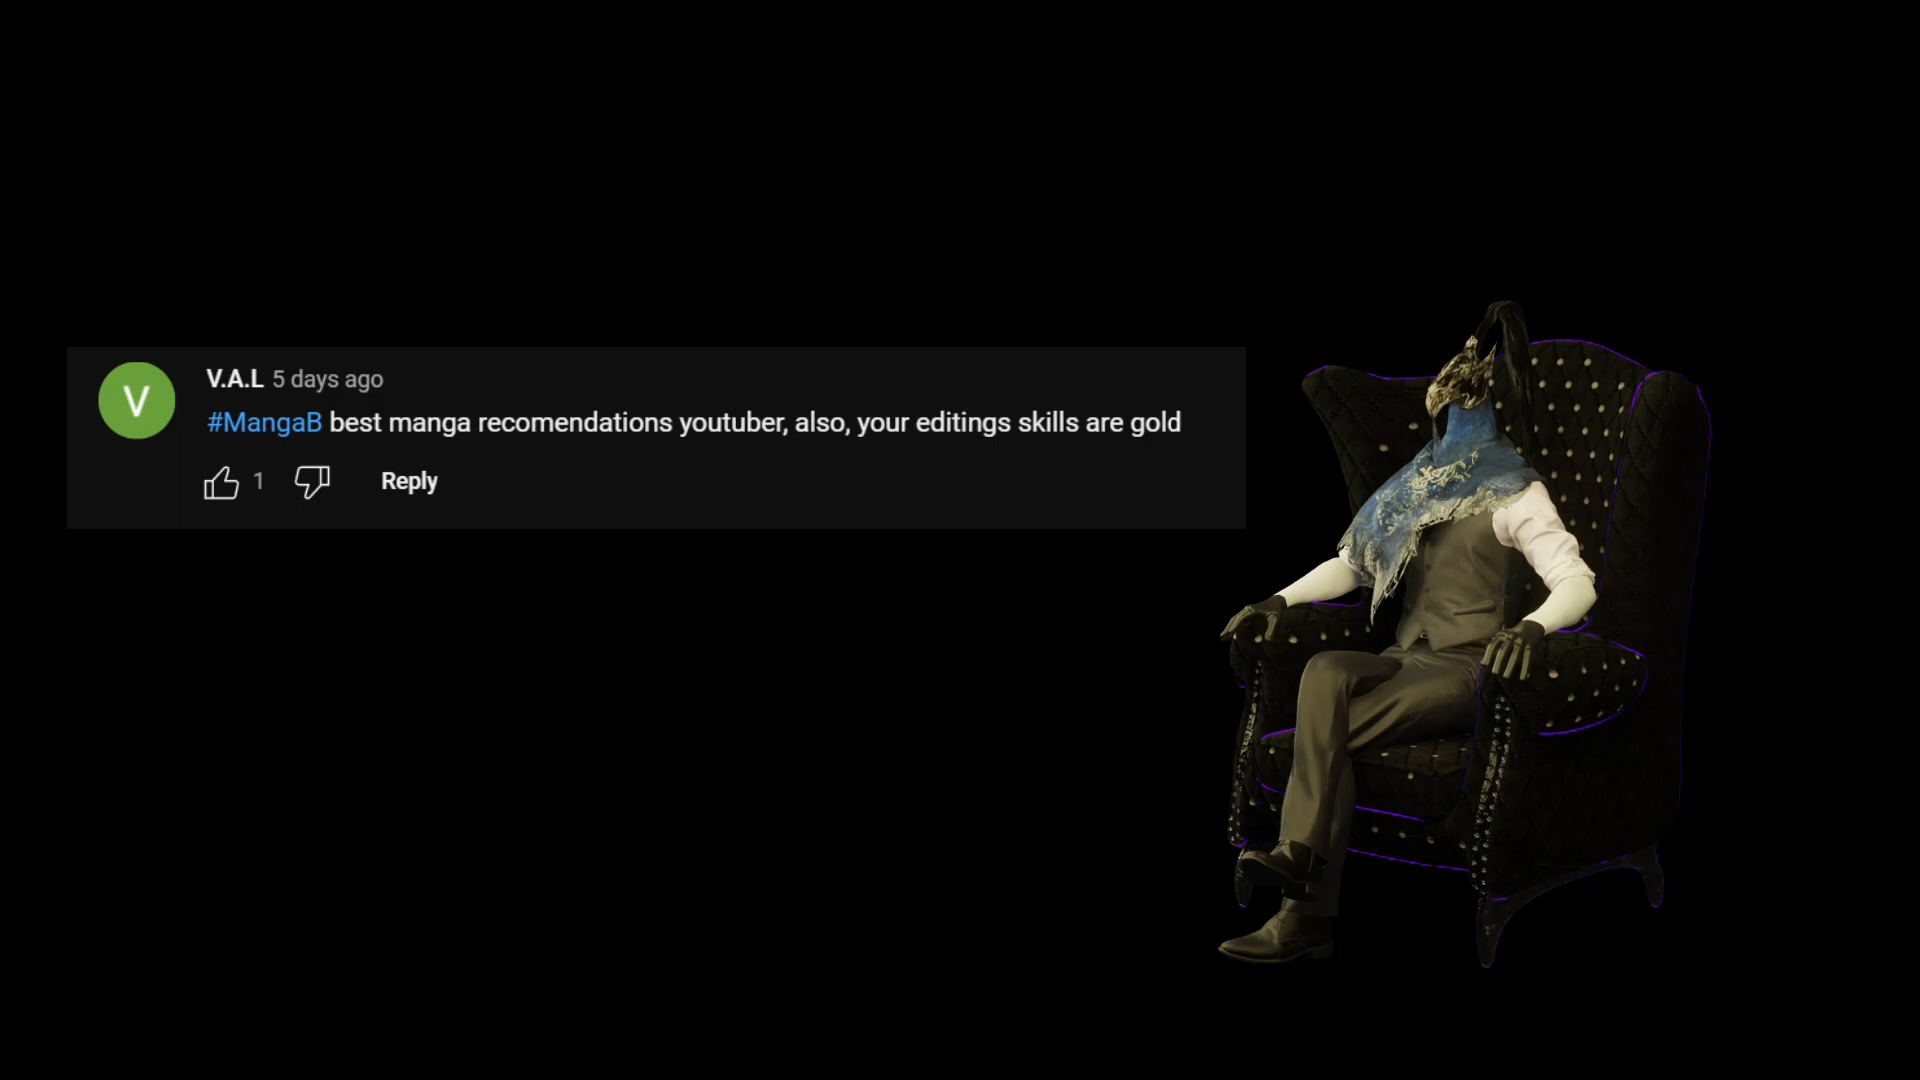 V
V.A.L 5 days ago
#MangaB best manga recomendations youtuber, also, your editings skills are gold
1 Reply